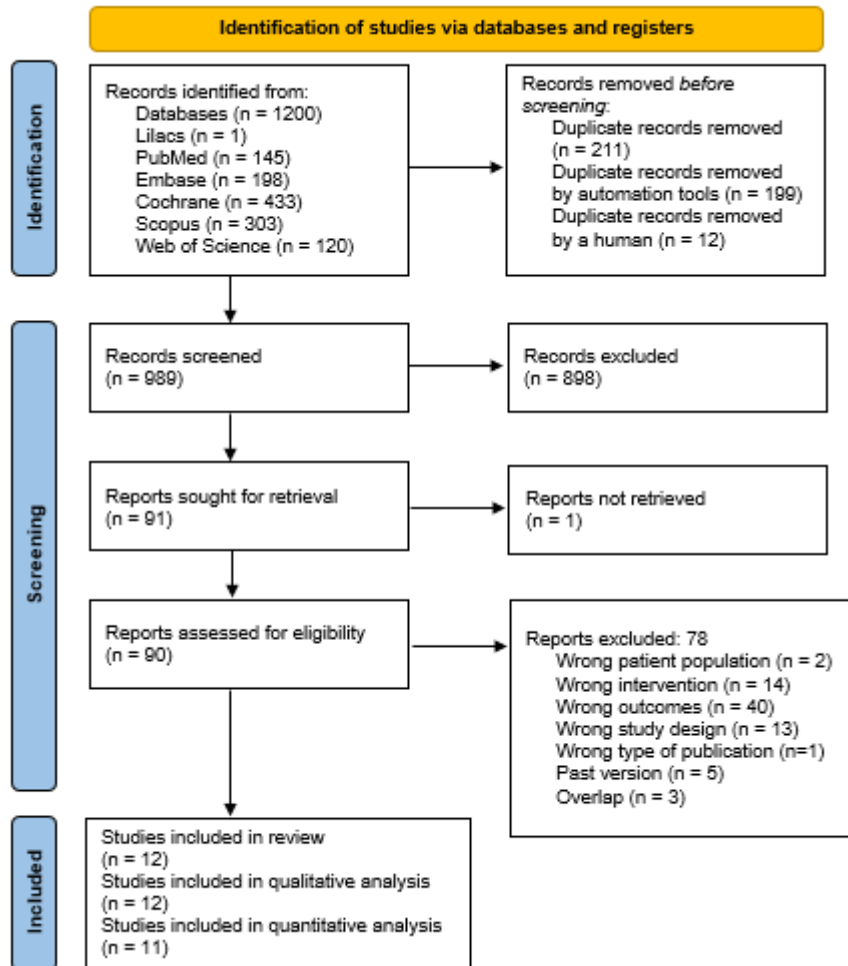 Identification of studies via databases and registers
Identification
Records identified from:
Databases (n = 1200)
Lilacs (n = 1)
PubMed (n = 145)
Embase (n = 198)
Cochrane (n = 433)
Scopus (n = 303)
Web of Science (n = 120)
Records removed before
screening:
Duplicate records removed
(n = 211)
Duplicate records removed
by automation tools (n = 199)
Duplicate records removed
by a human (n = 12)
Screening
Records screened
(n = 989)
Records excluded
(n = 898)
Reports sought for retrieval
(n = 91)
Reports not retrieved
(n = 1)
Reports assessed for eligibility
(n = 90)
Reports excluded: 78
Wrong patient population (n = 2)
Wrong intervention (n = 14)
Wrong outcomes (n = 40)
Wrong study design (n = 13)
Wrong type of publication (n=1)
Past version (n = 5)
Overlap (n = 3)
Included
Studies included in review
(n = 12)
Studies included in qualitative analysis
(n = 12)
Studies included in quantitative analysis
(n = 11)